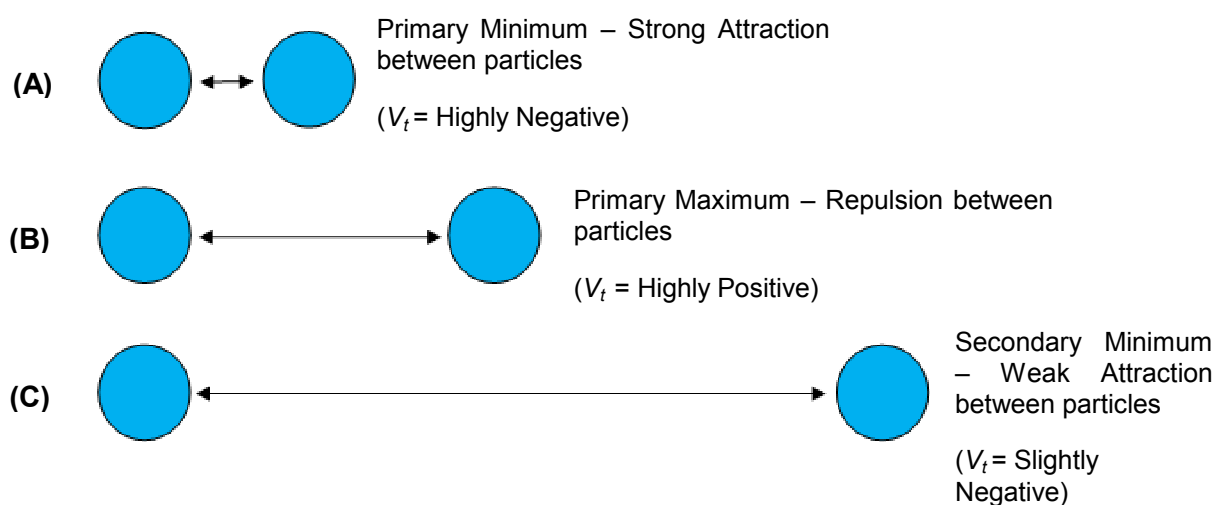 (A)
Primary Minimum – Strong Attraction
between particles
(Vt = Highly Negative)
(B)
Primary Maximum – Repulsion between
particles
(Vt = Highly Positive)
(C)
Secondary Minimum
– Weak Attraction
between particles
(Vt = Slightly
Negative)